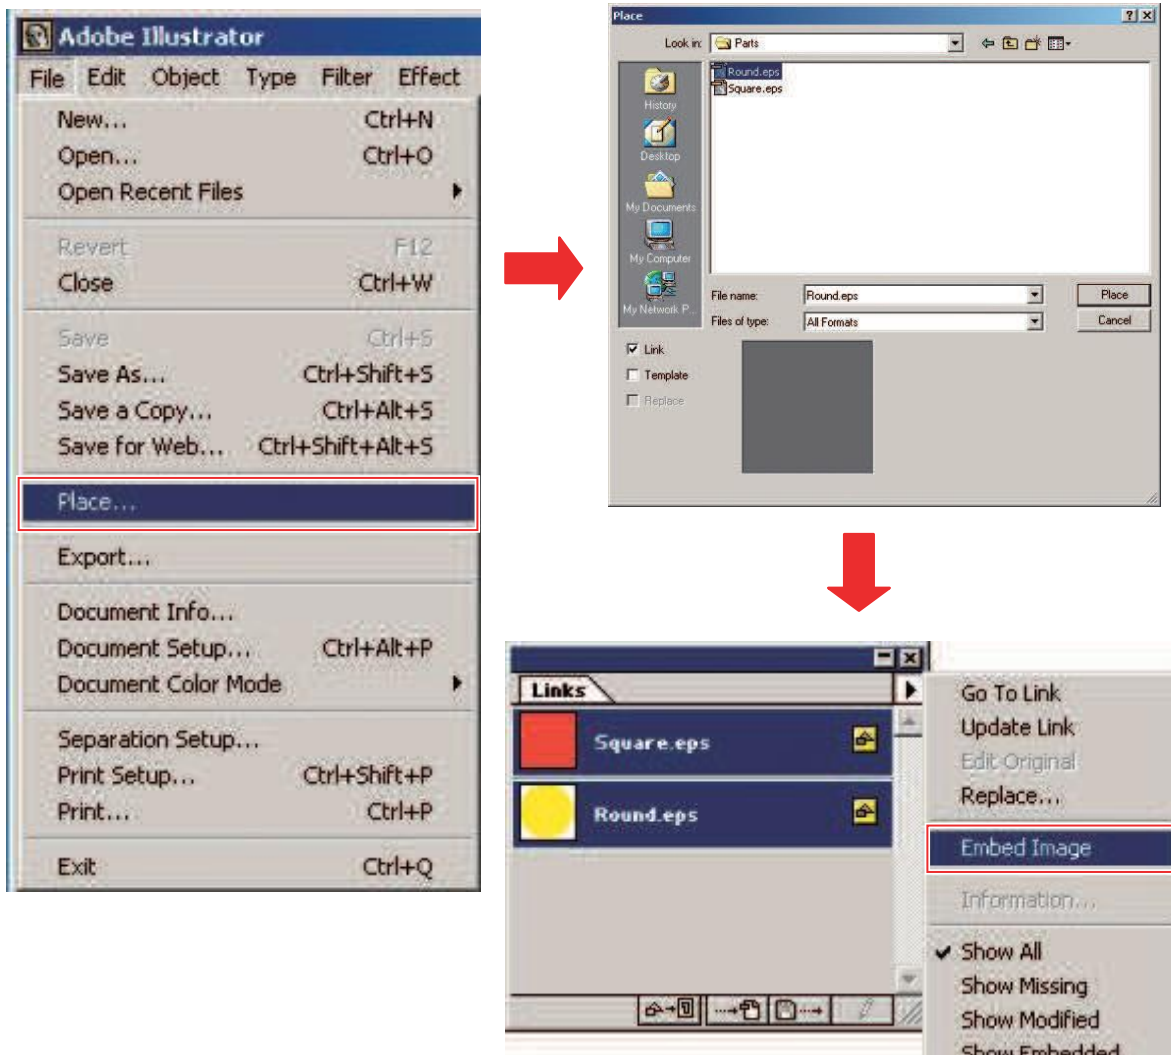 Adobe Illustrator
File Edit Object Type Filter Effect
New... Ctrl+N
Open... Ctrl+O
Open Recent Files
Revert F12
Close Ctrl+W
Save Ctrl+S
Save As... Ctrl+Shift+S
Save a Copy... Ctrl+Alt+S
Save for Web... Ctrl+Shift+Alt+S
Place...
Export...
Document Info...
Document Setup... Ctrl+Alt+P
Document Color Mode
Separation Setup...
Print Setup... Ctrl+Shift+P
Print... Ctrl+P
Exit Ctrl+Q
Place
Look in: Parts
Round.eps
Square.eps
History
Desktop
My Documents
My Computer
My Network P...
File name: Round.eps Place
Files of type: All Formats Cancel
Link
Template
Replace
Links
Square.eps
Round.eps
Go To Link
Update Link
Edit Original
Replace...
Embed Image
Information...
Show All
Show Missing
Show Modified
Show Embedded